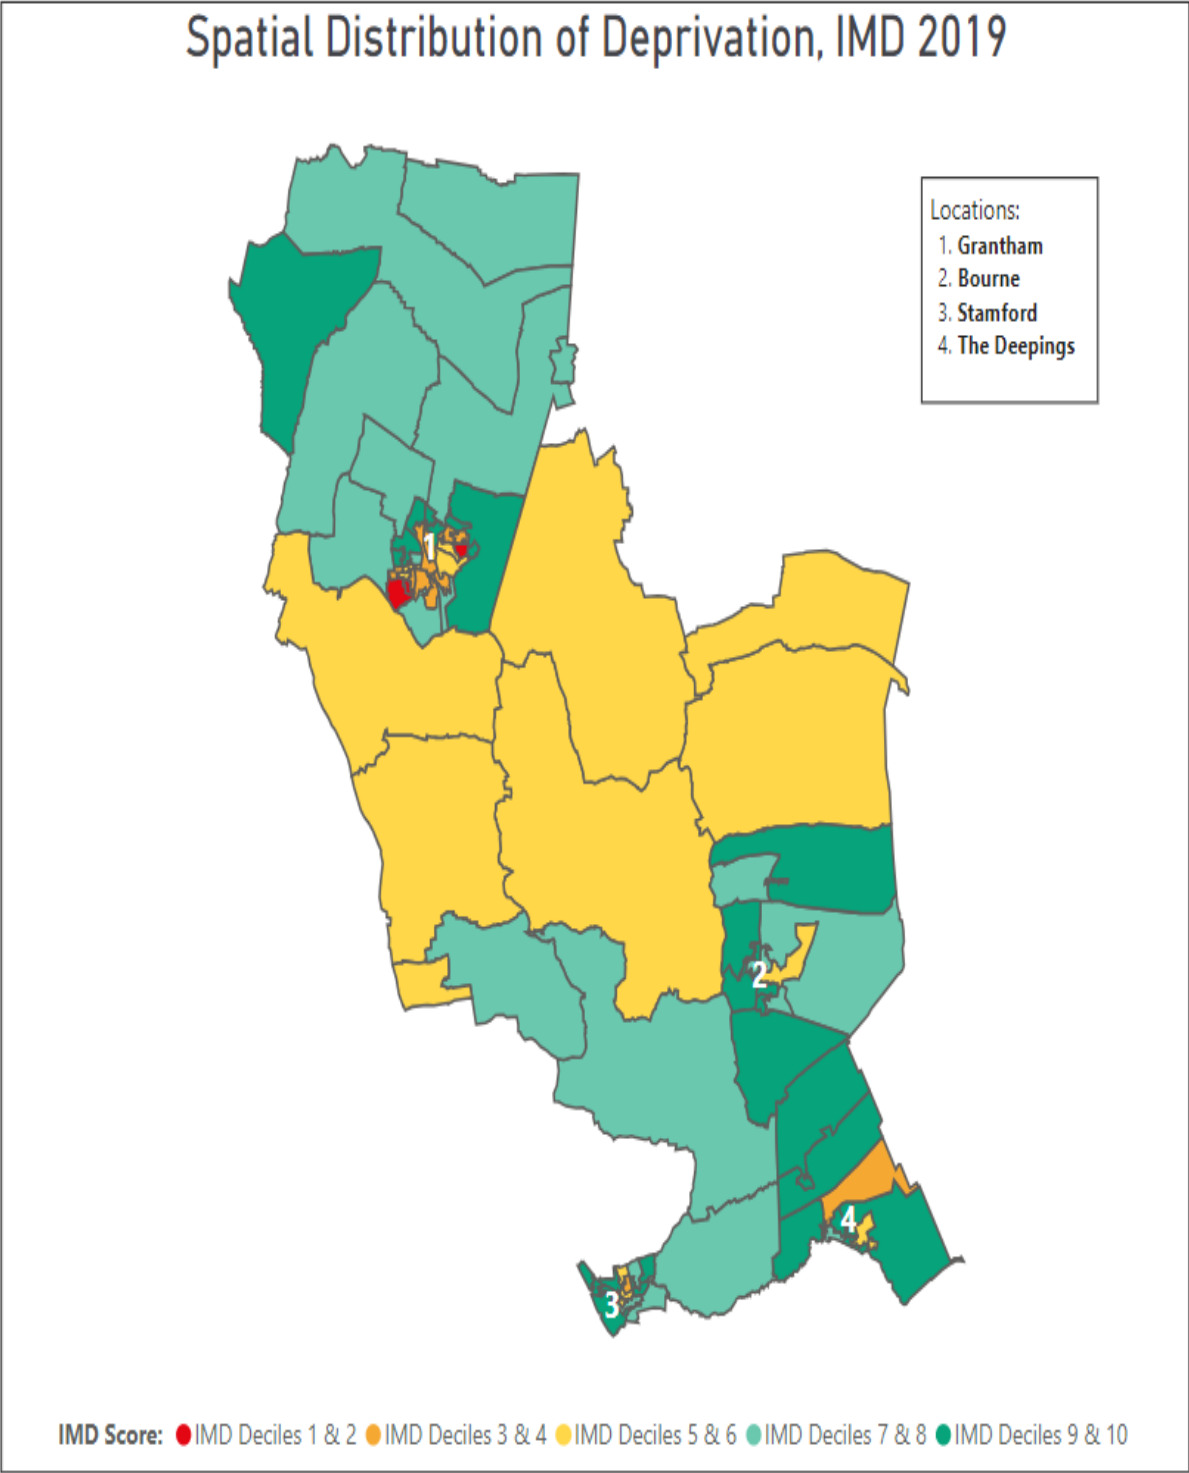 Spatial Distribution of Deprivation, IMD 2019
Locations:
1. Grantham
2. Bourne
3. Stamford
4. The Deepings
1
2
4
3
IMD Score: IMD Deciles 1 & 2 IMD Deciles 3 & 4 IMD Deciles 5 & 6 IMD Deciles 7 & 8 IMD Deciles 9 & 10